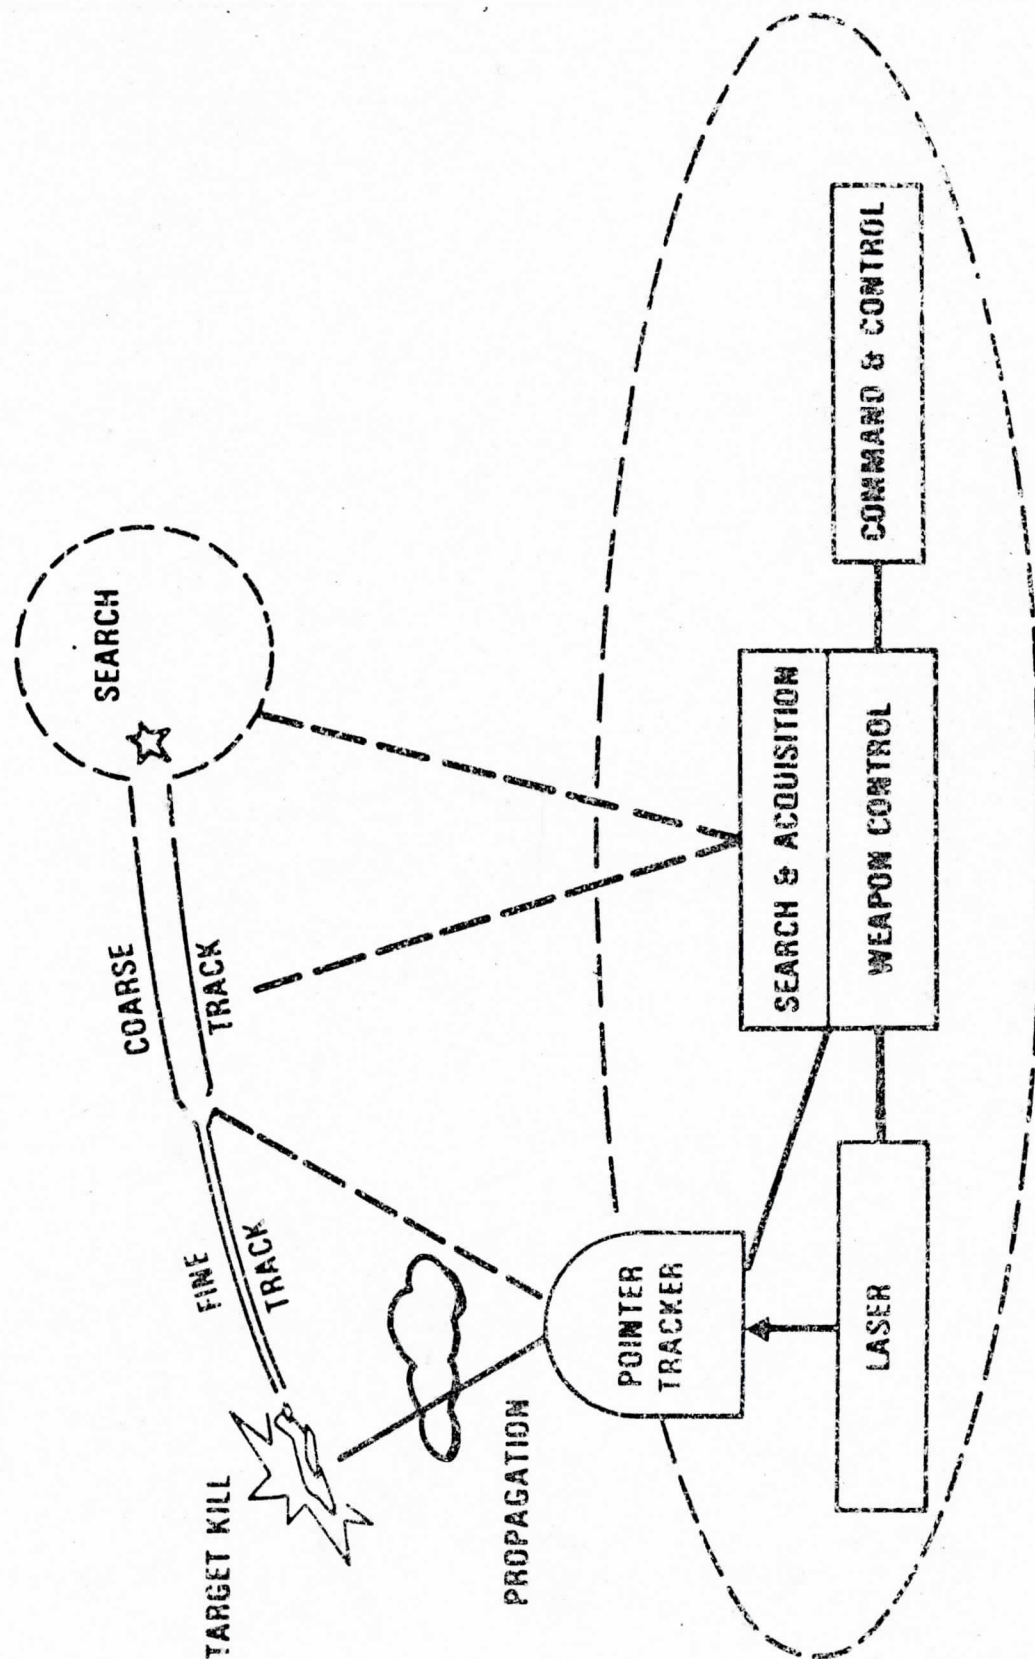 SEARCH
COARSE
TRACK
FINE
TRACK
TARGET KILL
PROPAGATION
POINTER
TRACKER
SEARCH & ACQUISITION
WEAPON CONTROL
COMMAND & CONTROL
LASER